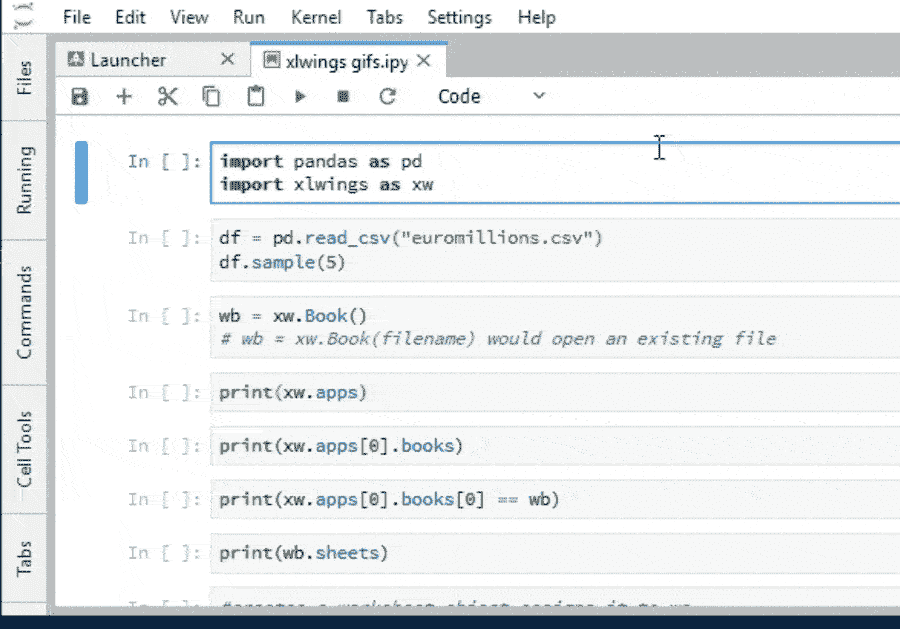 File Edit View Run Kernel Tabs Settings Help
Launcher
xlwings gifs.ipy
Code
Files
Running
Commands
Cell Tools
Tabs
In [ ]: import pandas as pd
import xlwings as xw
In [ ]: df = pd.read_csv("euromillions.csv")
df.sample(5)
In [ ]: wb = xw.Book()
# wb = xw.Book(filename) would open an existing file
In [ ]: print(xw.apps)
In [ ]: print(xw.apps[0].books)
In [ ]: print(xw.apps[0].books[0] == wb)
In [ ]: print(wb.sheets)